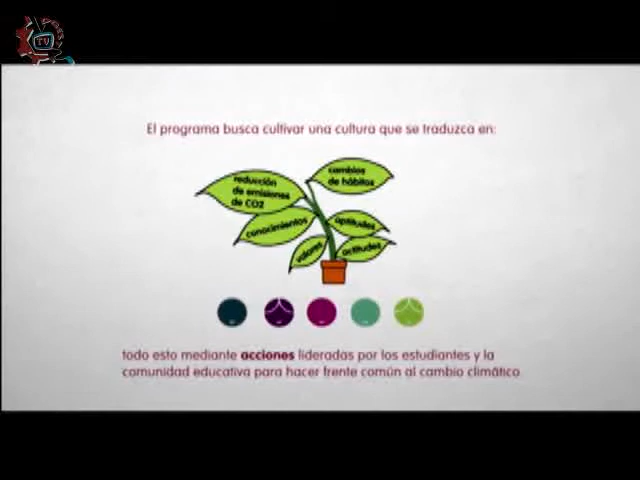 TV
El programa busca cultivar una cultura que se traduzca en:
cambios
de hábitos
reducción
de emisiones
de CO2
conocimientos
aptitudes
valores
actitudes
todo esto mediante acciones lideradas por los estudiantes y la
comunidad educativa para hacer frente común al cambio climático